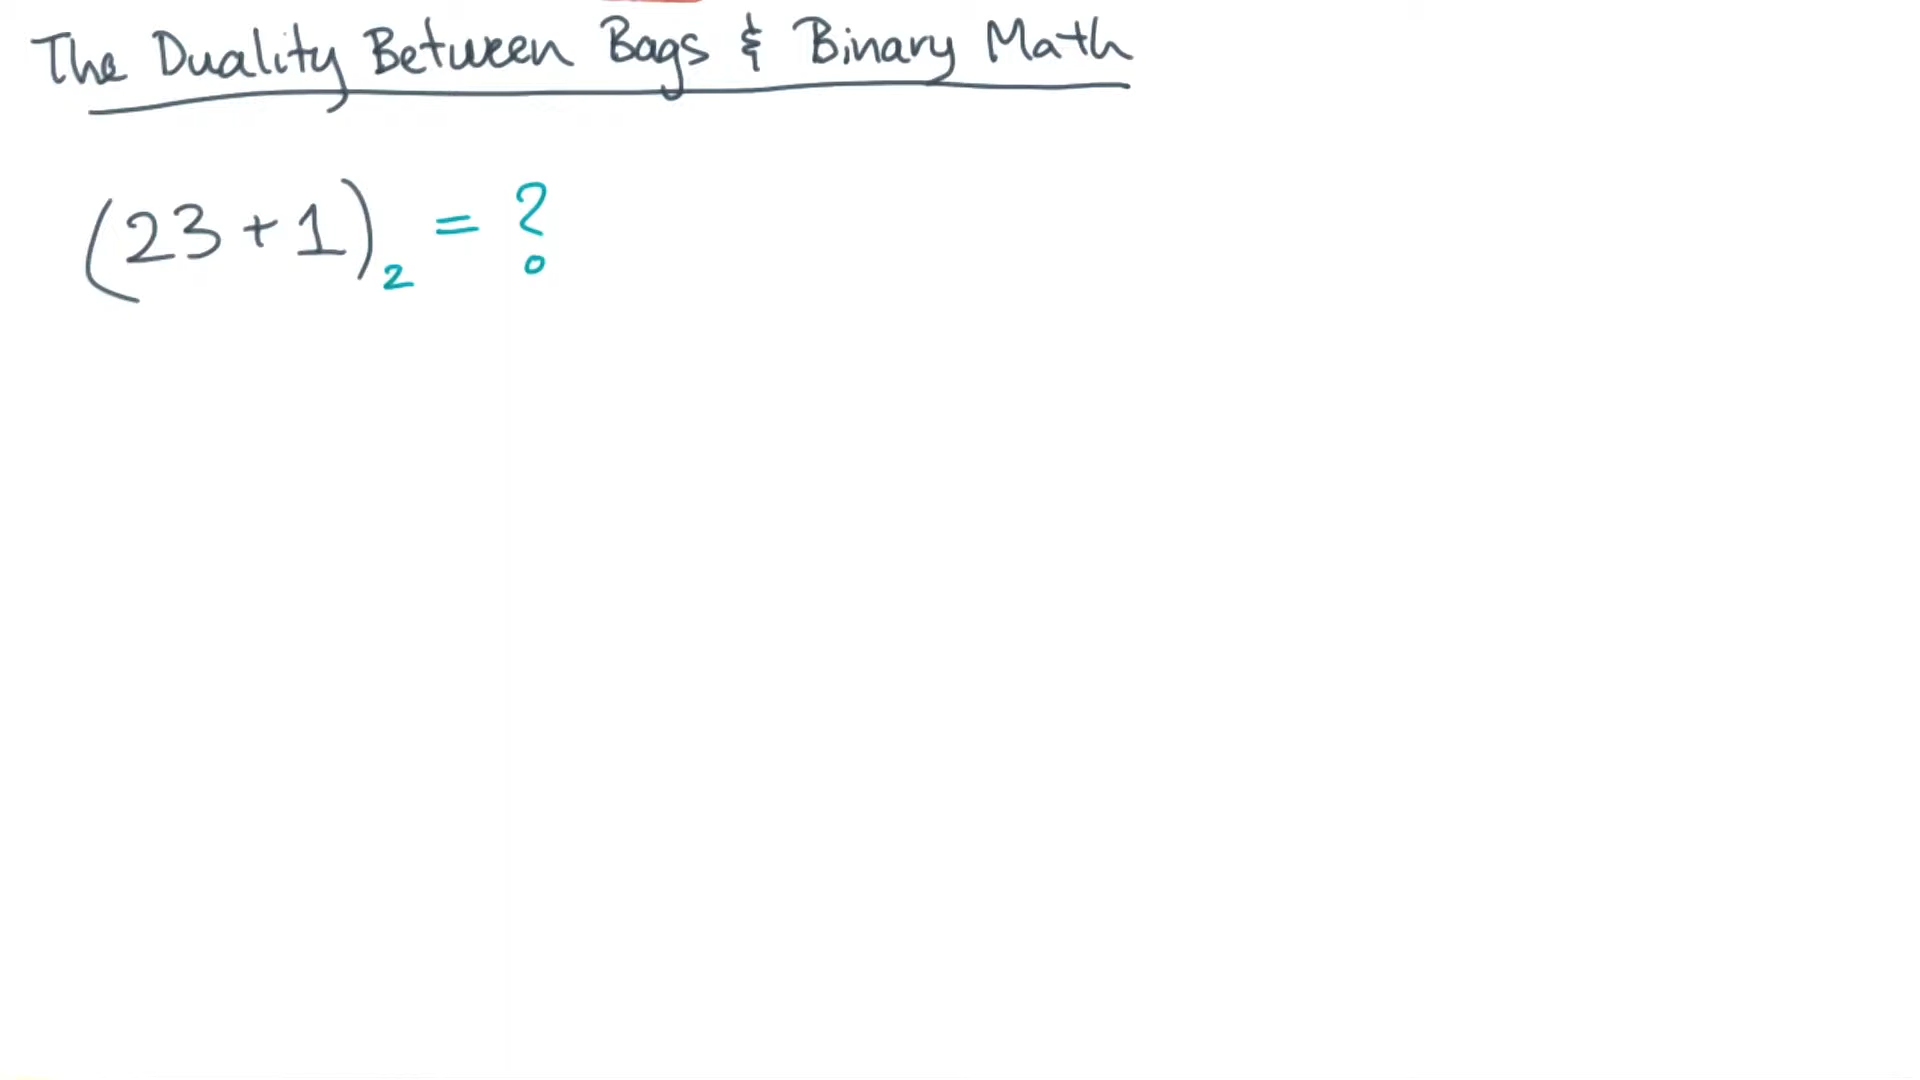 The Duality Between Bags & Binary Math
(23+1)₂ = ?